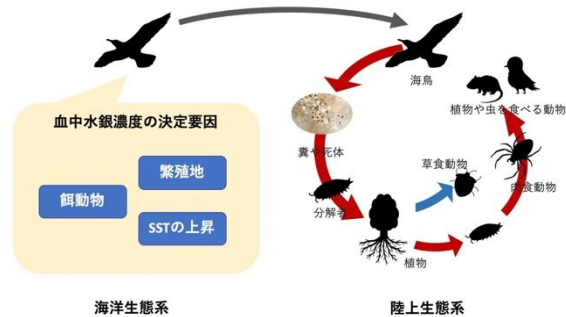 血中水銀濃度の決定要因
繁殖地
餌動物
SSTの上昇
海洋生態系
海鳥
糞や死体
分解者
植物
草食動物
肉食動物
植物や虫を食べる動物
陸上生態系